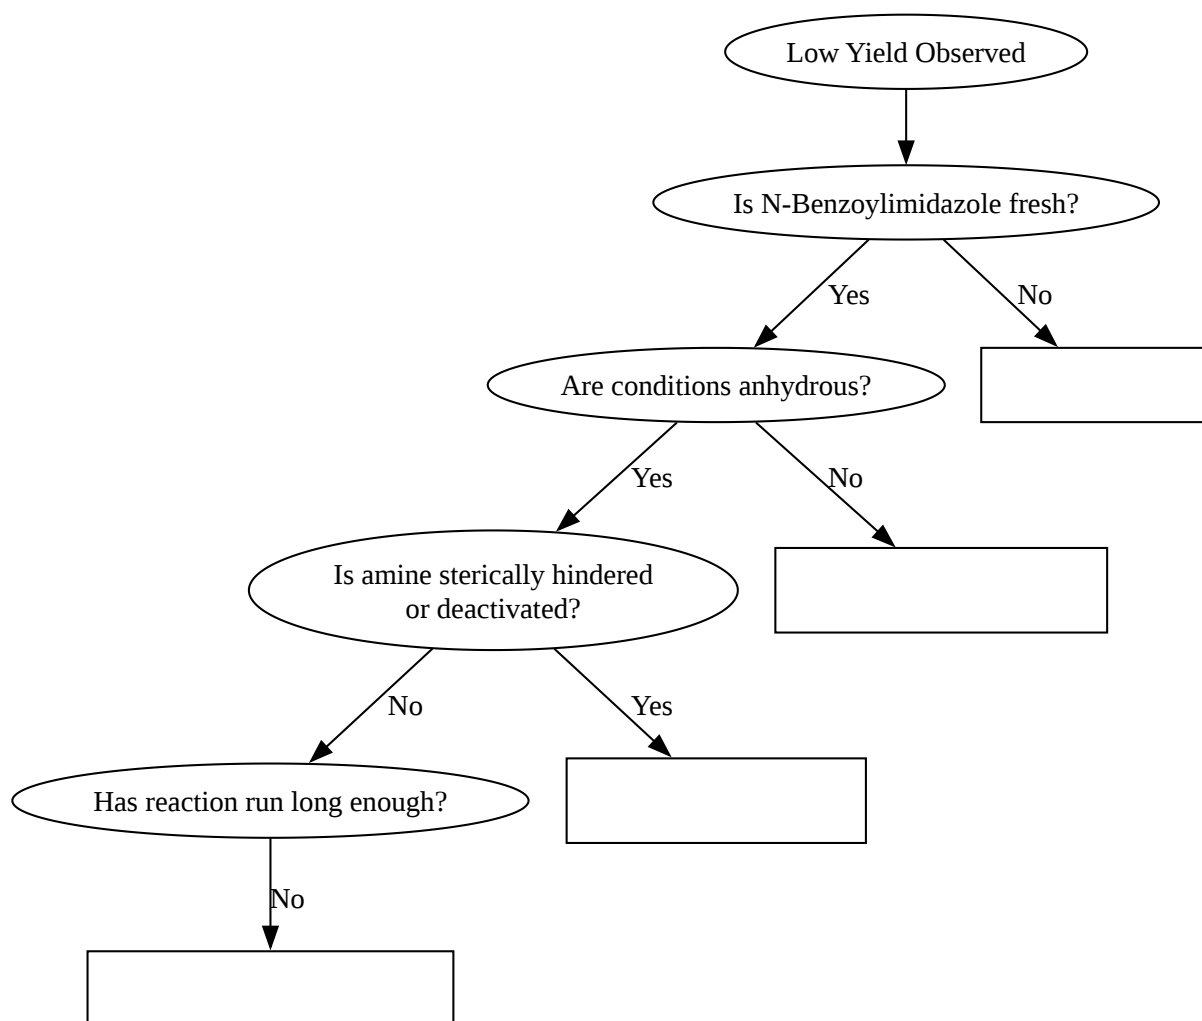 Low Yield Observed
Is N-Benzoylimidazole fresh?
Yes
No
Are conditions anhydrous?
Yes
No
Is amine sterically hindered
or deactivated?
No
Yes
Has reaction run long enough?
No